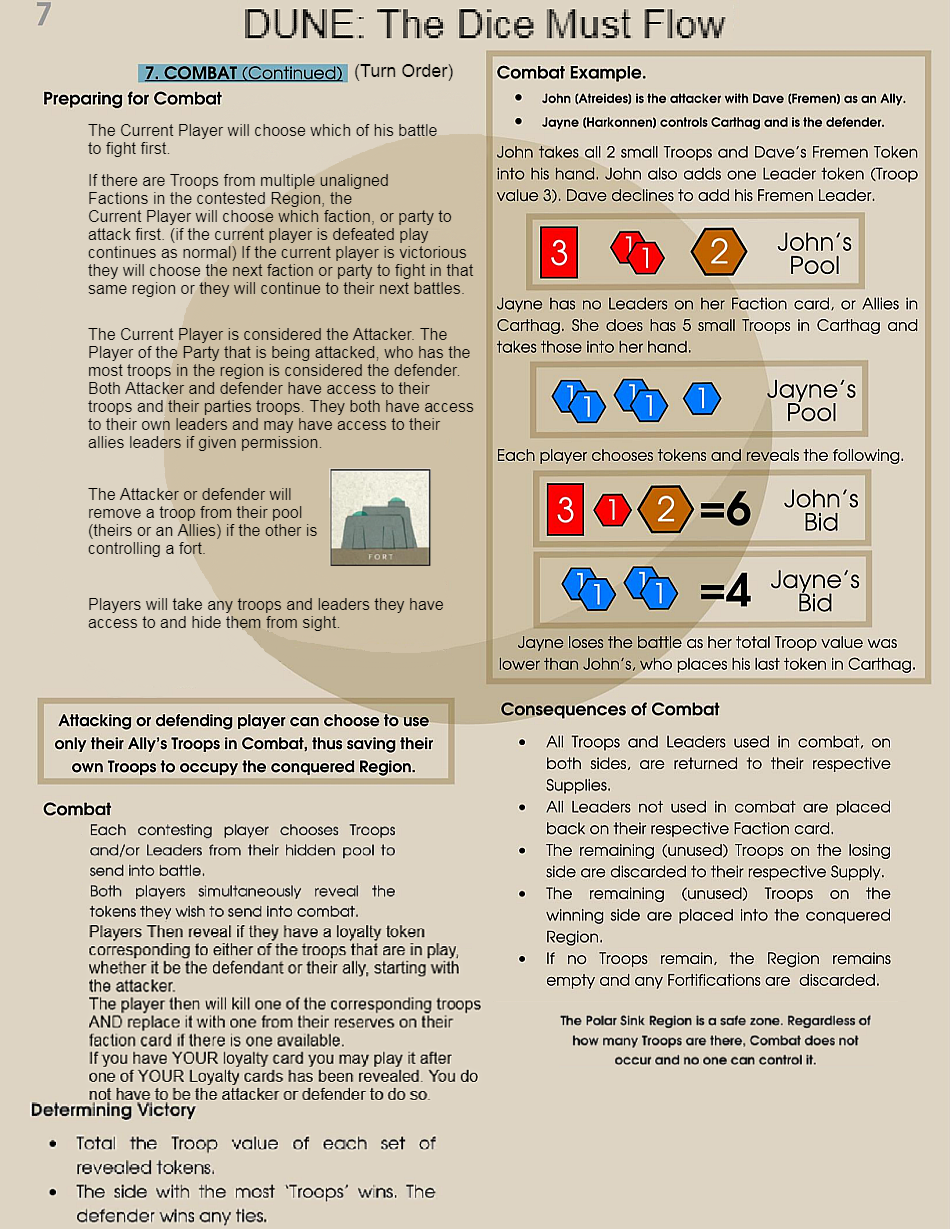 7
DUNE: The Dice Must Flow
7. COMBAT (Continued) (Turn Order)
Preparing for Combat
The Current Player will choose which of his battle
to fight first.
If there are Troops from multiple unaligned
Factions in the contested Region, the
Current Player will choose which faction, or party to
attack first. (if the current player is defeated play
continues as normal) If the current player is victorious
they will choose the next faction or party to fight in that
same region or they will continue to their next battles.
The Current Player is considered the Attacker. The
Player of the Party that is being attacked, who has the
most troops in the region is considered the defender.
Both Attacker and defender have access to their
troops and their parties troops. They both have access
to their own leaders and may have access to their
allies leaders if given permission.
The Attacker or defender will
remove a troop from their pool
(theirs or an Allies) if the other is
controlling a fort.
FORT
Players will take any troops and leaders they have
access to and hide them from sight.
Attacking or defending player can choose to use
only their Ally's Troops in Combat, thus saving their
own Troops to occupy the conquered Region.
Combat
Each contesting player chooses Troops
and/or Leaders from their hidden pool to
send into battle.
Both players simultaneously reveal the
tokens they wish to send into combat.
Players Then reveal if they have a loyalty token
corresponding to either of the troops that are in play,
whether it be the defendant or their ally, starting with
the attacker.
The player then will kill one of the corresponding troops
AND replace it with one from their reserves on their
faction card if there is one available.
If you have YOUR loyalty card you may play it after
one of YOUR Loyalty cards has been revealed. You do
not have to be the attacker or defender to do so.
Determining Victory
• Total the Troop value of each set of
revealed tokens.
• The side with the most 'Troops' wins. The
defender wins any ties.
Combat Example.
• John (Atreides) is the attacker with Dave (Fremen) as an Ally.
• Jayne (Harkonnen) controls Carthag and is the defender.
John takes all 2 small Troops and Dave's Fremen Token
into his hand. John also adds one Leader token (Troop
value 3). Dave declines to add his Fremen Leader.
3 1 1 2 John's
Pool
Jayne has no Leaders on her Faction card, or Allies in
Carthag. She does has 5 small Troops in Carthag and
takes those into her hand.
1 1 1 1 1 Jayne's
Pool
Each player chooses tokens and reveals the following.
3 1 2 =6 John's
Bid
1 1 1 1 =4 Jayne's
Bid
Jayne loses the battle as her total Troop value was
lower than John's, who places his last token in Carthag.
Consequences of Combat
• All Troops and Leaders used in combat, on
both sides, are returned to their respective
Supplies.
• All Leaders not used in combat are placed
back on their respective Faction card.
• The remaining (unused) Troops on the losing
side are discarded to their respective Supply.
• The remaining (unused) Troops on the
winning side are placed into the conquered
Region.
• If no Troops remain, the Region remains
empty and any Fortifications are discarded.
The Polar Sink Region is a safe zone. Regardless of
how many Troops are there, Combat does not
occur and no one can control it.